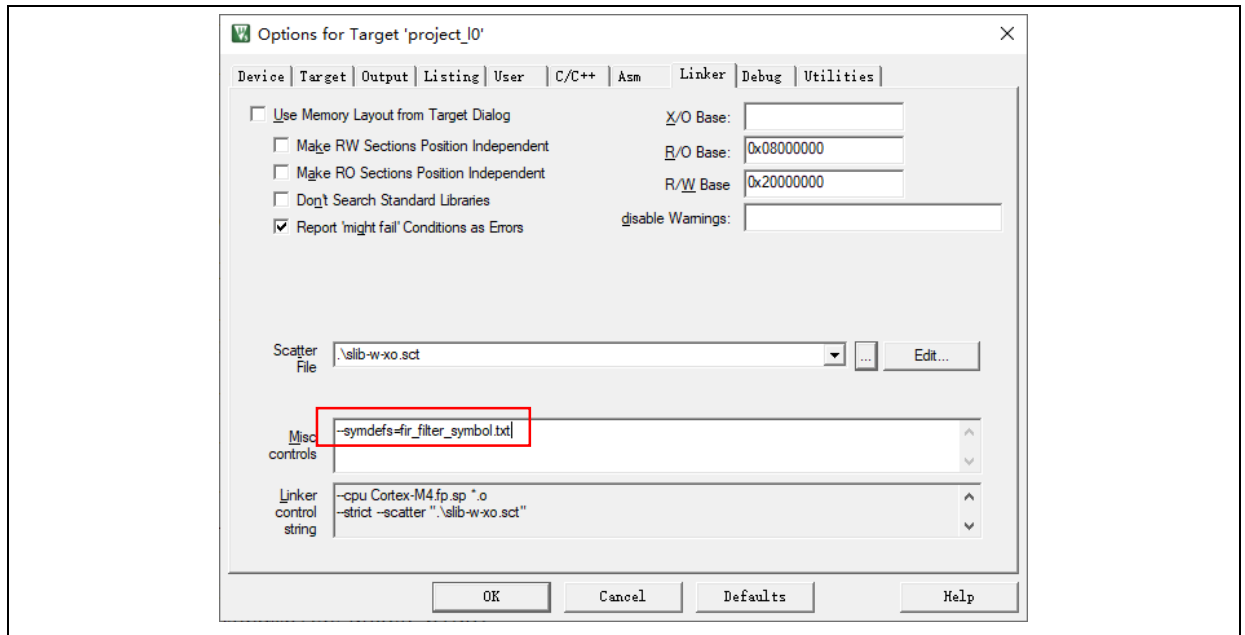 Options for Target 'project_l0'
Device Target Output Listing User C/C++ Asm Linker Debug Utilities
Use Memory Layout from Target Dialog
Make RW Sections Position Independent
Make RO Sections Position Independent
Don't Search Standard Libraries
Report 'might fail' Conditions as Errors
X/O Base:
R/O Base: 0x08000000
R/W Base 0x20000000
disable Warnings:
Scatter File .\slib-w-xo.sct ... Edit...
Misc controls --symdefs=fir_filter_symbol.txt
Linker control string --cpu Cortex-M4.fp.sp *.o
--strict --scatter ".\slib-w-xo.sct"
OK Cancel Defaults Help